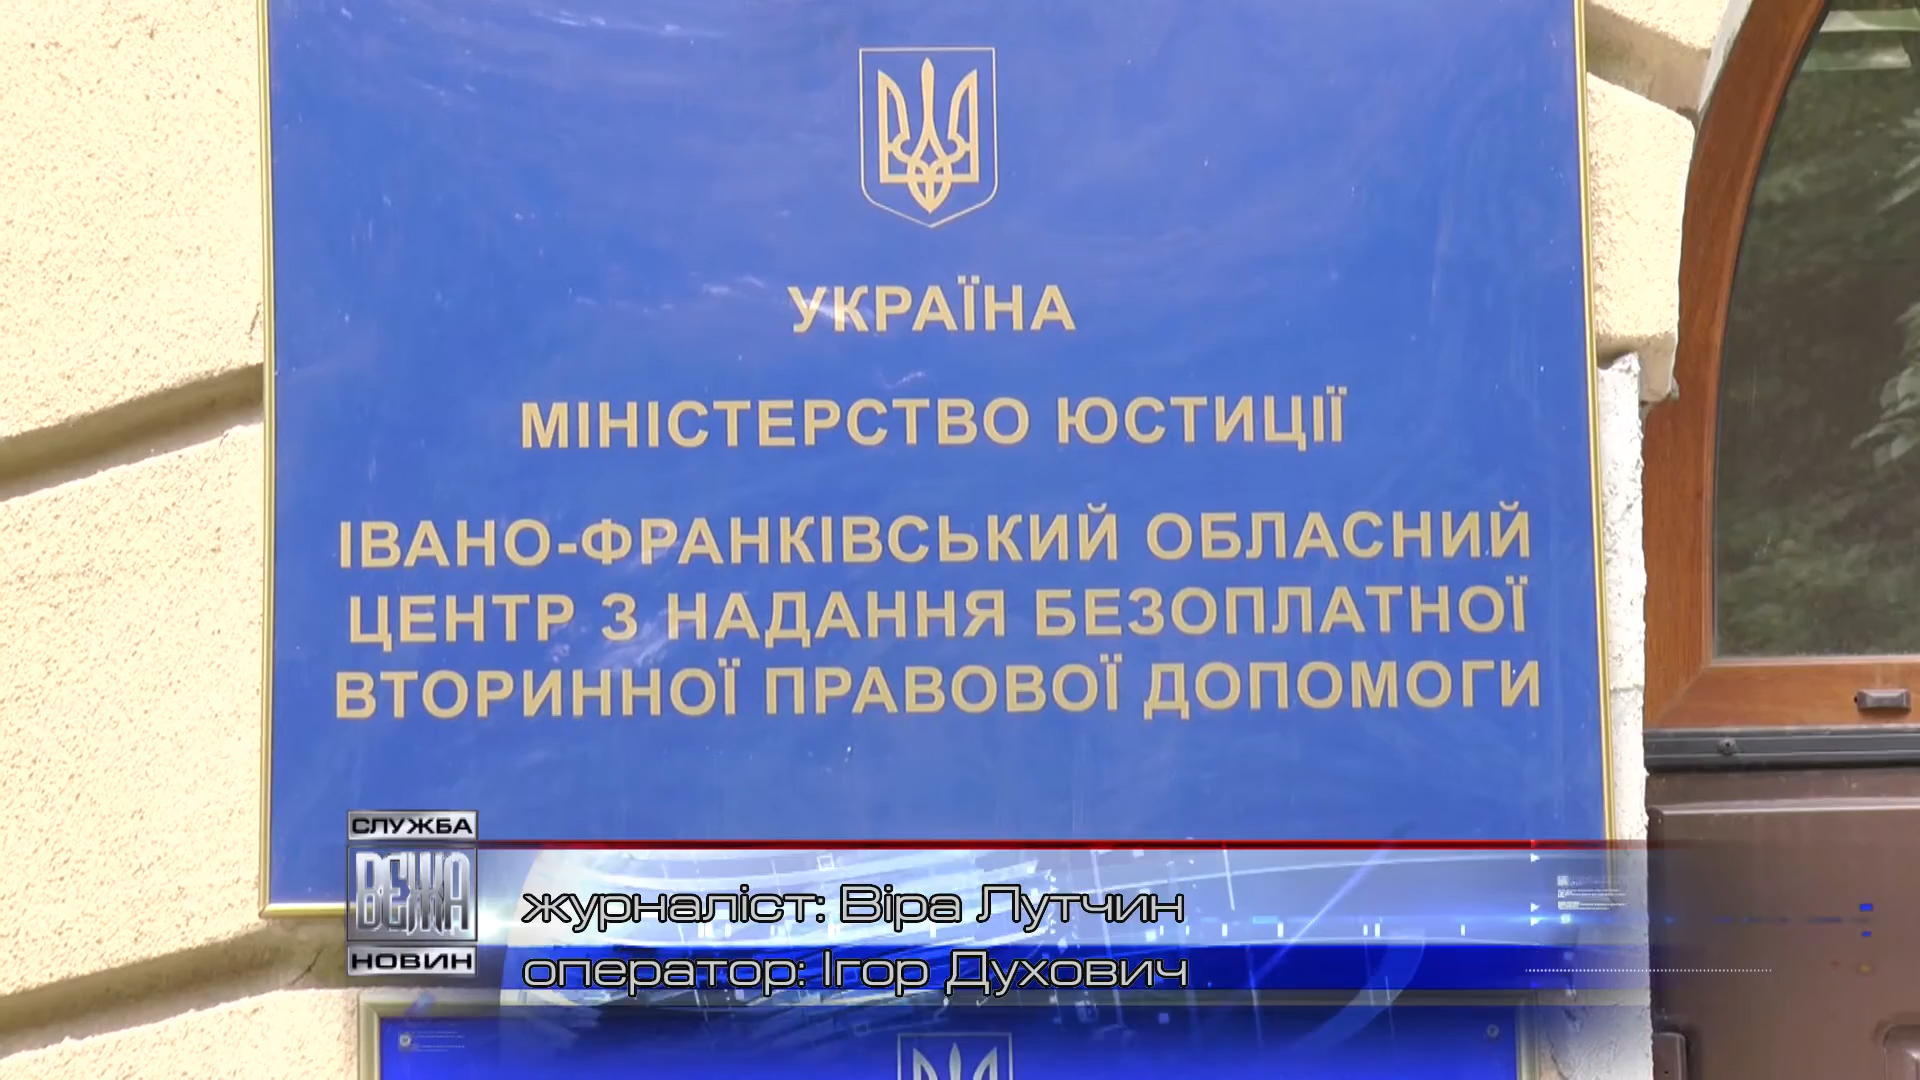 УКРАЇНА
МІНІСТЕРСТВО ЮСТИЦІЇ
ІВАНО-ФРАНКІВСЬКИЙ ОБЛАСНИЙ
ЦЕНТР З НАДАННЯ БЕЗОПЛАТНОЇ
ВТОРИННОЇ ПРАВОВОЇ ДОПОМОГИ
СЛУЖБА
ВЕЖА
НОВИН
журналіст: Віра Лутчин
оператор: Ігор Духович